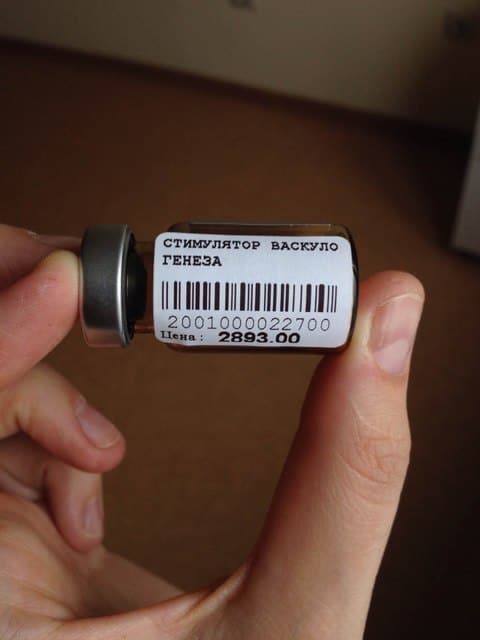 СТИМУЛЯТОР ВАСКУЛО
ГЕНЕЗА
2001000022700
Цена: 2893.00